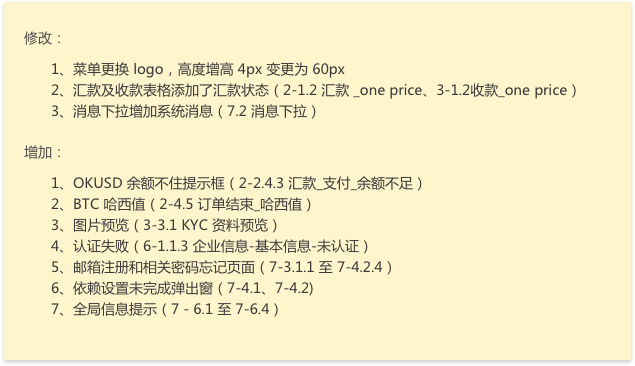 修改：
1、菜单更换 logo，高度增高 4px 变更为 60px
2、汇款及收款表格添加了汇款状态（2-1.2 汇款 _one price、3-1.2收款_one price）
3、消息下拉增加系统消息（7.2 消息下拉）
增加：
1、OKUSD 余额不住提示框（2-2.4.3 汇款_支付_余额不足）
2、BTC 哈西值（2-4.5 订单结束_哈西值）
3、图片预览（3-3.1 KYC 资料预览）
4、认证失败（6-1.1.3 企业信息-基本信息-未认证）
5、邮箱注册和相关密码忘记页面（7-3.1.1 至 7-4.2.4）
6、依赖设置未完成弹出窗（7-4.1、7-4.2)
7、全局信息提示（7 - 6.1 至 7-6.4）